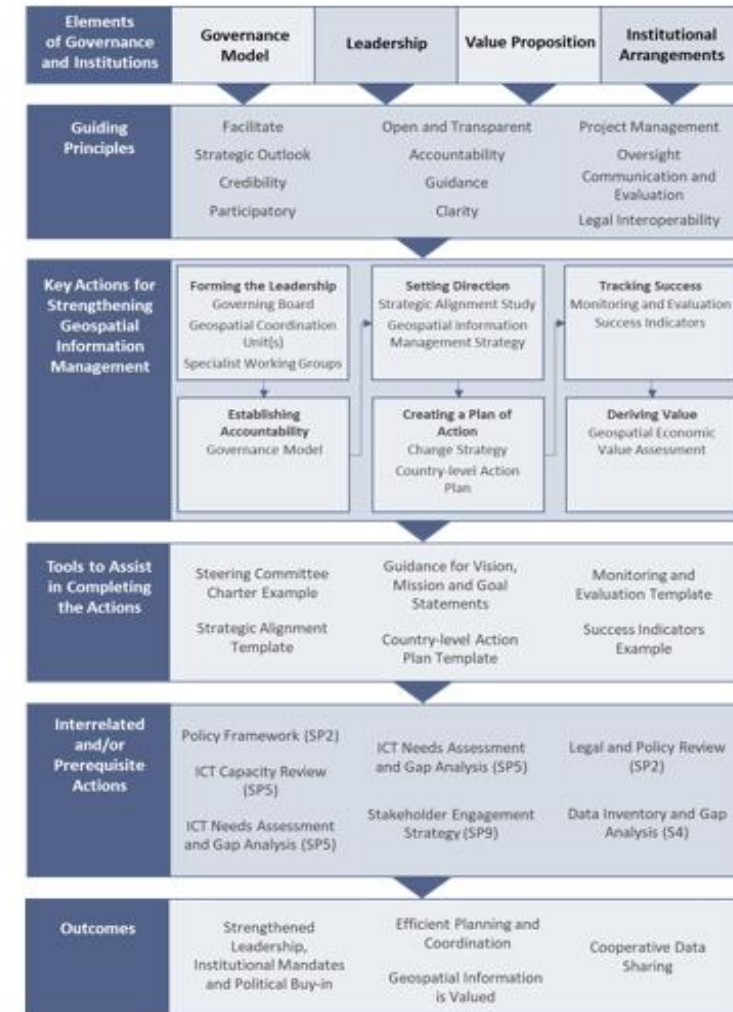 Elements
of Governance
and Institutions
Governance
Model
Leadership
Value Proposition
Institutional
Arrangements
Guiding
Principles
Facilitate
Strategic Outlook
Credibility
Participatory
Open and Transparent
Accountability
Guidance
Clarity
Project Management
Oversight
Communication and
Evaluation
Legal Interoperability
Key Actions for
Strengthening
Geospatial
Information
Management
Forming the Leadership
Governing Board
Geospatial Coordination
Unit(s)
Specialist Working Groups
Establishing
Accountability
Governance Model
Setting Direction
Strategic Alignment Study
Geospatial Information
Management Strategy
Creating a Plan of
Action
Change Strategy
Country-level Action
Plan
Tracking Success
Monitoring and Evaluation
Success Indicators
Deriving Value
Geospatial Economic
Value Assessment
Tools to Assist
in Completing
the Actions
Steering Committee
Charter Example
Strategic Alignment
Template
Guidance for Vision,
Mission and Goal
Statements
Country-level Action
Plan Template
Monitoring and
Evaluation Template
Success Indicators
Example
Interrelated
and/or
Prerequisite
Actions
Policy Framework (SP2)
ICT Capacity Review
(SP5)
ICT Needs Assessment
and Gap Analysis (SP5)
ICT Needs Assessment
and Gap Analysis (SP5)
Stakeholder Engagement
Strategy (SP9)
Legal and Policy Review
(SP2)
Data Inventory and Gap
Analysis (S4)
Outcomes
Strengthened
Leadership,
Institutional Mandates
and Political Buy-in
Efficient Planning and
Coordination
Geospatial Information
is Valued
Cooperative Data
Sharing